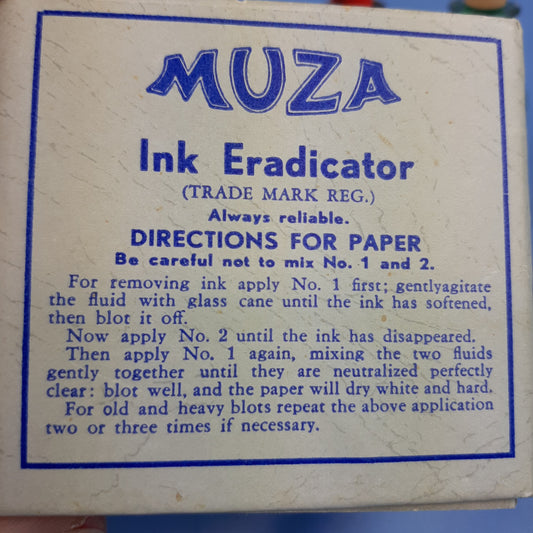 MUZA
Ink Eradicator
(TRADE MARK REG.)
Always reliable.
DIRECTIONS FOR PAPER
Be careful not to mix No. 1 and 2.
For removing ink apply No. 1 first; gentlyagitate
the fluid with glass cane until the ink has softened,
then blot it off.
Now apply No. 2 until the ink has disappeared.
Then apply No. 1 again, mixing the two fluids
gently together until they are neutralized perfectly
clear: blot well, and the paper will dry white and hard.
For old and heavy blots repeat the above application
two or three times if necessary.